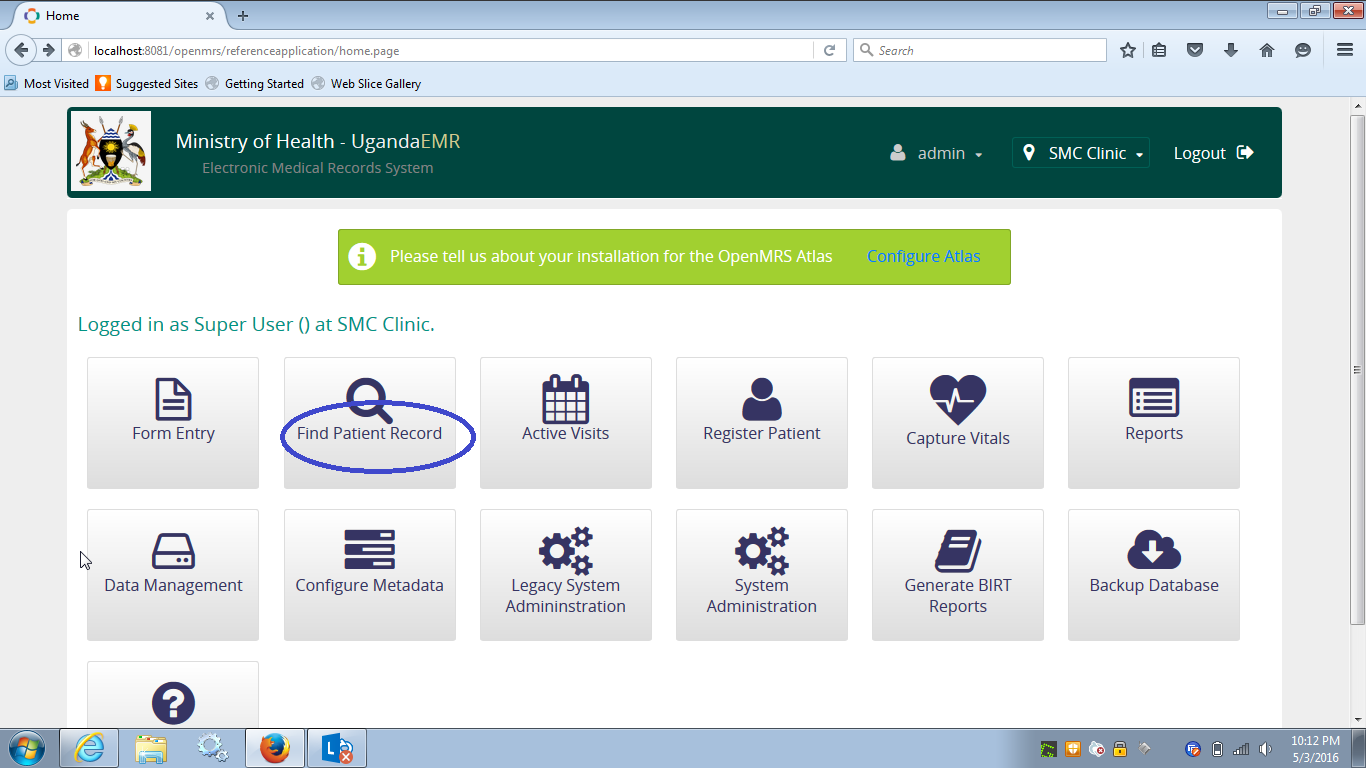 Home
localhost:8081/openmrs/referenceapplication/home.page
Search
Most Visited
Suggested Sites
Getting Started
Web Slice Gallery
Ministry of Health - UgandaEMR
Electronic Medical Records System
admin
SMC Clinic
Logout
Please tell us about your installation for the OpenMRS Atlas
Configure Atlas
Logged in as Super User () at SMC Clinic.
Form Entry
Find Patient Record
Active Visits
Register Patient
Capture Vitals
Reports
Data Management
Configure Metadata
Legacy System
Admininstration
System
Administration
Generate BIRT
Reports
Backup Database
10:12 PM
5/3/2016